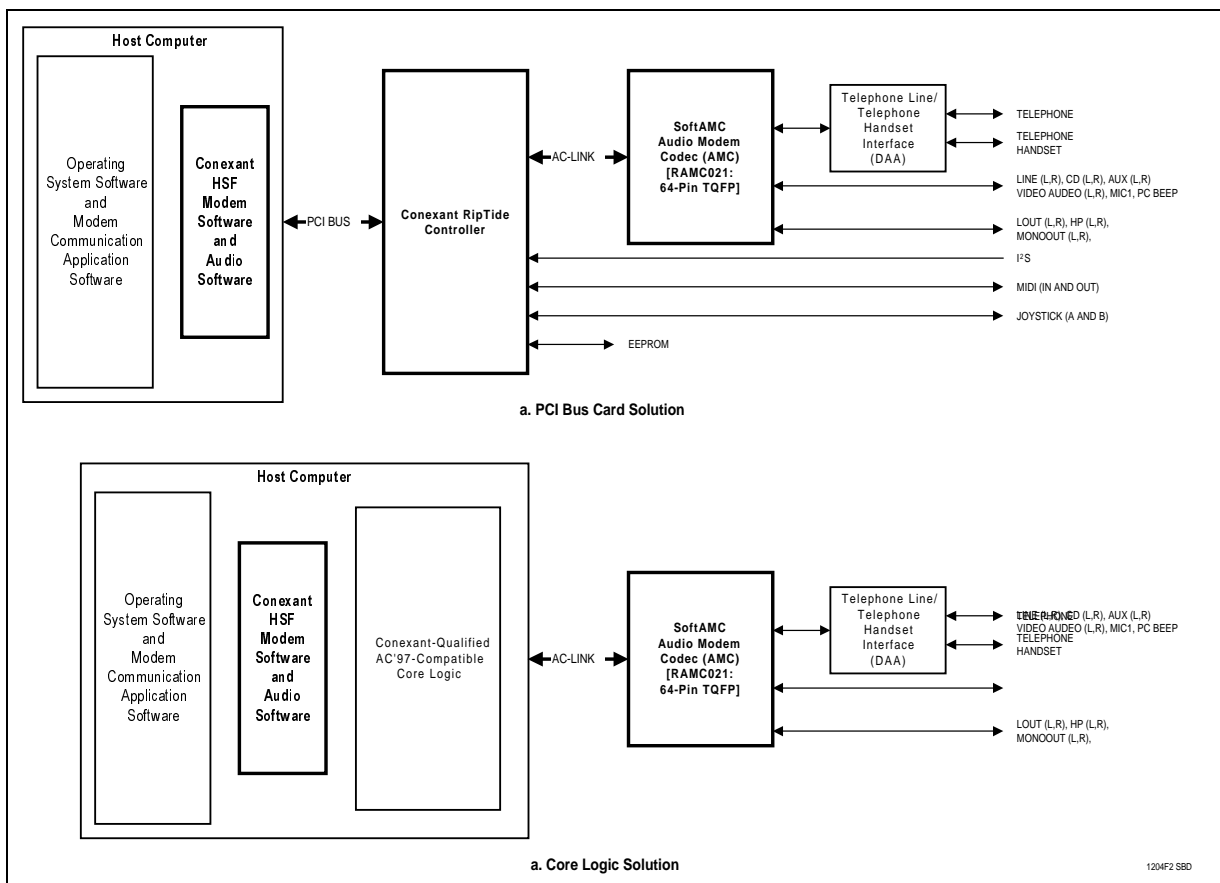 Host Computer
Operating
System Software
and
Modem
Communication
Application
Software
Conexant
HSF
Modem
Software
and
Audio
Software
PCI BUS
Conexant RipTide
Controller
AC-LINK
SoftAMC
Audio Modem
Codec (AMC)
[RAMC021:
64-Pin TQFP]
Telephone Line/
Telephone
Handset
Interface
(DAA)
TELEPHONE
TELEPHONE
HANDSET
LINE (L,R), CD (L,R), AUX (L,R)
VIDEO AUDEO (L,R), MIC1, PC BEEP
LOUT (L,R), HP (L,R),
MONOOUT (L,R),
I²S
MIDI (IN AND OUT)
JOYSTICK (A AND B)
EEPROM
a. PCI Bus Card Solution
Host Computer
Operating
System Software
and
Modem
Communication
Application
Software
Conexant
HSF
Modem
Software
and
Audio
Software
Conexant-Qualified
AC'97-Compatible
Core Logic
AC-LINK
SoftAMC
Audio Modem
Codec (AMC)
[RAMC021:
64-Pin TQFP]
Telephone Line/
Telephone
Handset
Interface
(DAA)
LINE (L,R), CD (L,R), AUX (L,R)
TELEPHONE
VIDEO AUDEO (L,R), MIC1, PC BEEP
TELEPHONE
HANDSET
LOUT (L,R), HP (L,R),
MONOOUT (L,R),
a. Core Logic Solution
1204F2 SBD